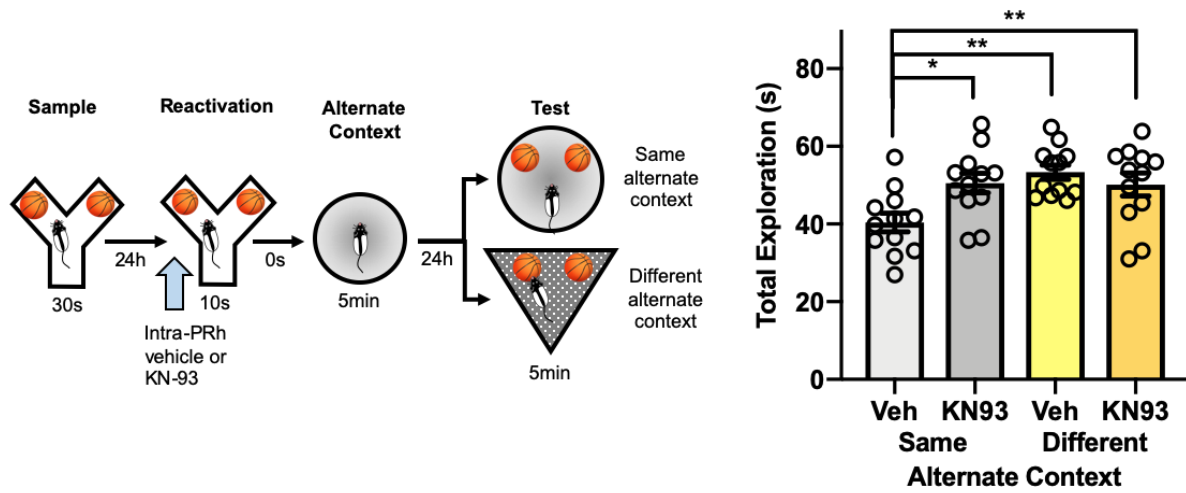 Sample
Reactivation
Alternate
Context
Test
24h
0s
24h
30s
10s
5min
Intra-PRh
vehicle or
KN-93
Same
alternate
context
Different
alternate
context
5min
Total Exploration (s)
80
60
40
20
0
**
**
*
Veh KN93 Veh KN93
Same Different
Alternate Context